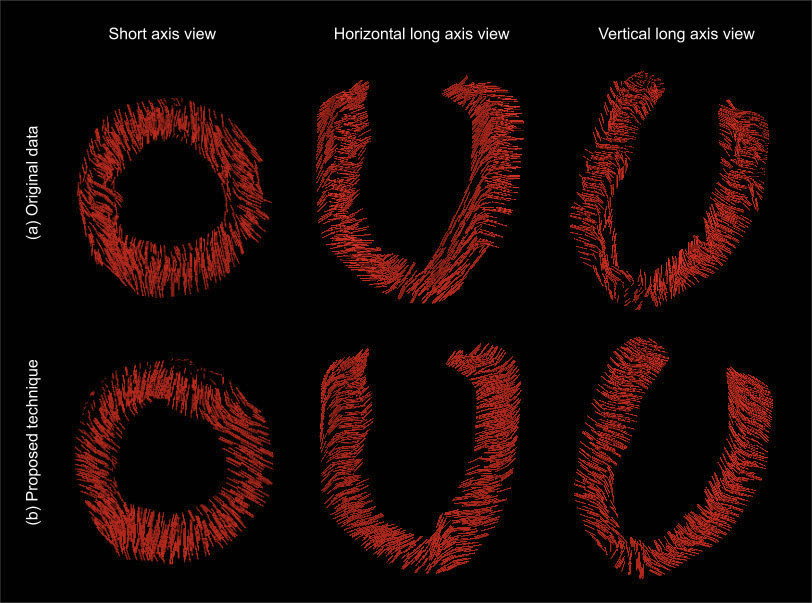 Short axis view
Horizontal long axis view
Vertical long axis view
(a) Original data
(b) Proposed technique